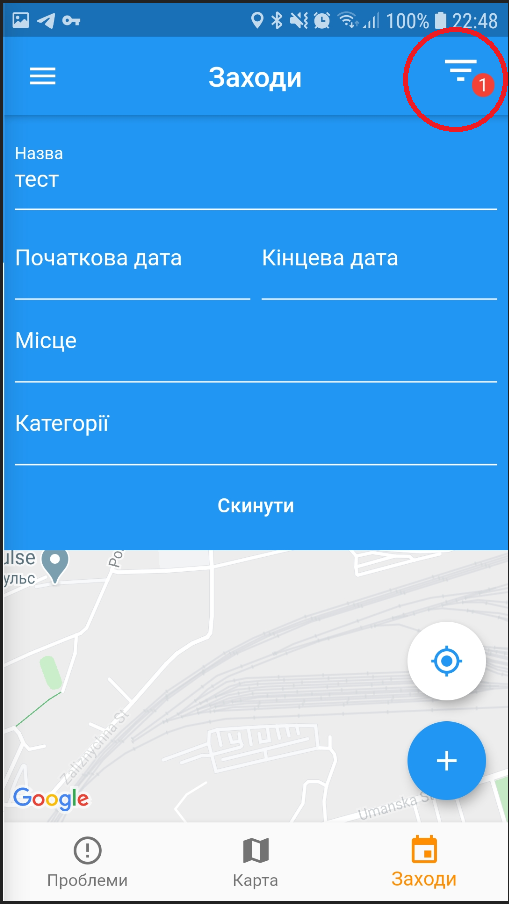 100% 22:48
Заходи
1
Назва
тест
Початкова дата Кінцева дата
Місце
Категорії
Скинути
ulse
ульс
Zaliznychna St
Google
Umanska S
Проблеми Карта Заходи